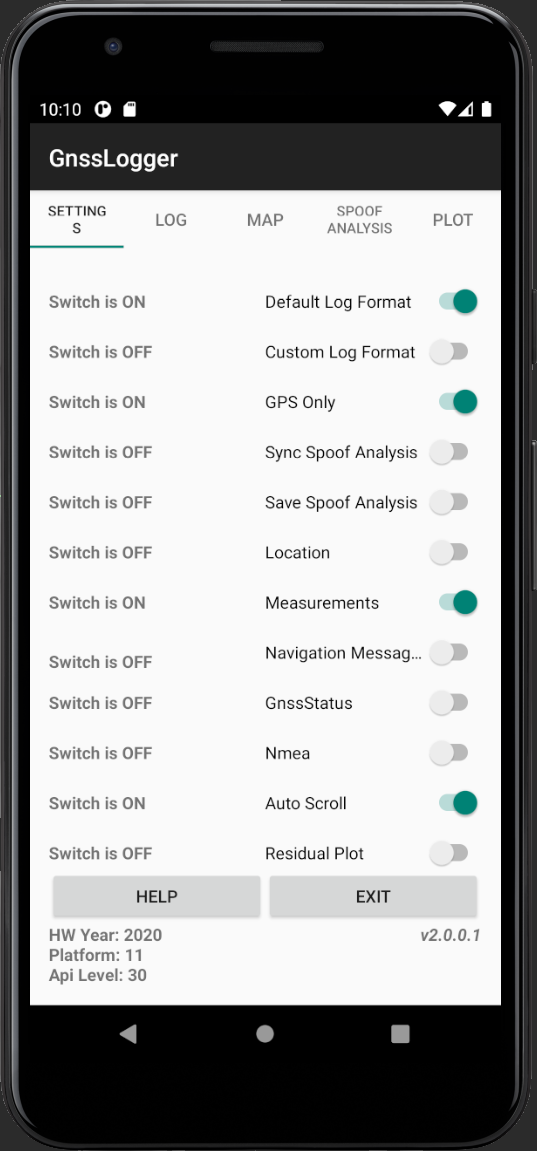 10:10
GnssLogger
SETTING
S
LOG
MAP
SPOOF
ANALYSIS
PLOT
Switch is ON Default Log Format
Switch is OFF Custom Log Format
Switch is ON GPS Only
Switch is OFF Sync Spoof Analysis
Switch is OFF Save Spoof Analysis
Switch is OFF Location
Switch is ON Measurements
Switch is OFF Navigation Messag...
Switch is OFF GnssStatus
Switch is OFF Nmea
Switch is ON Auto Scroll
Switch is OFF Residual Plot
HELP EXIT
HW Year: 2020 v2.0.0.1
Platform: 11
Api Level: 30